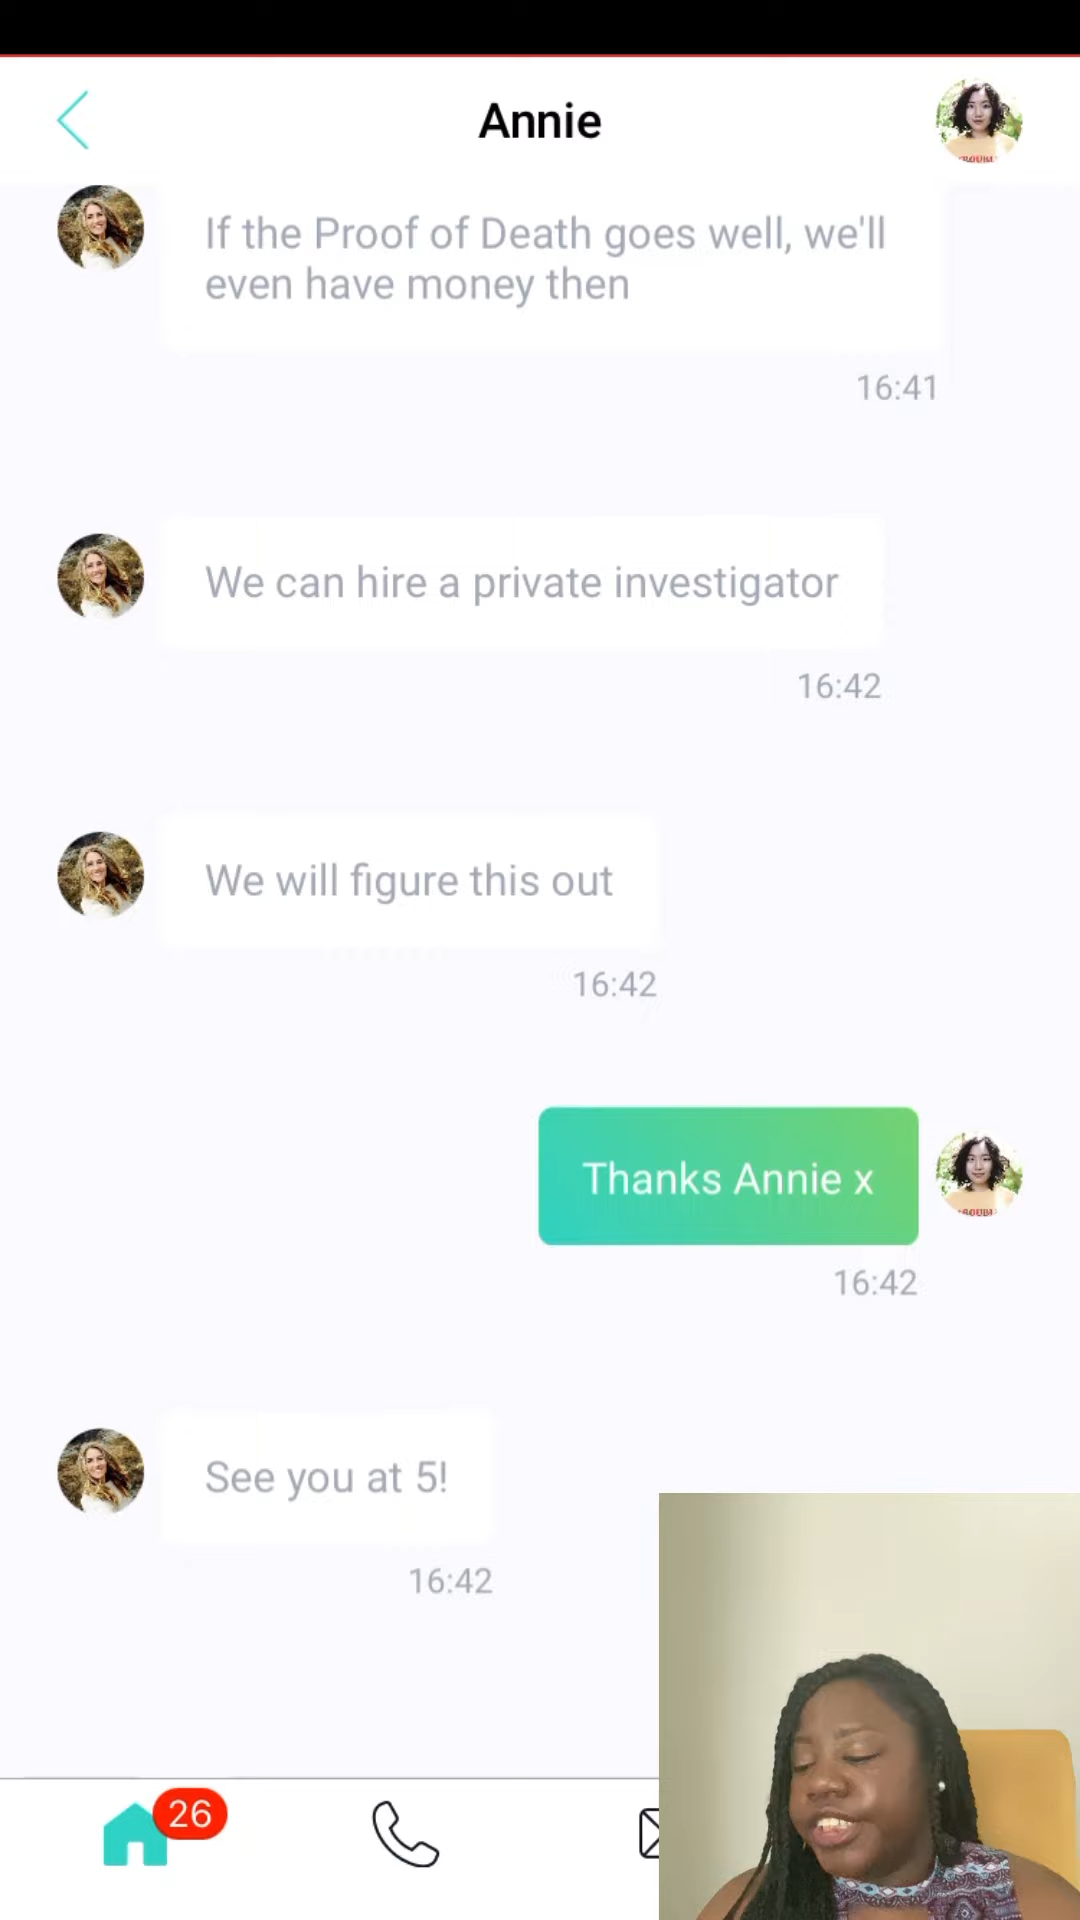 Annie
If the Proof of Death goes well, we'll
even have money then
16:41
We can hire a private investigator
16:42
We will figure this out
16:42
Thanks Annie x
16:42
See you at 5!
16:42
26